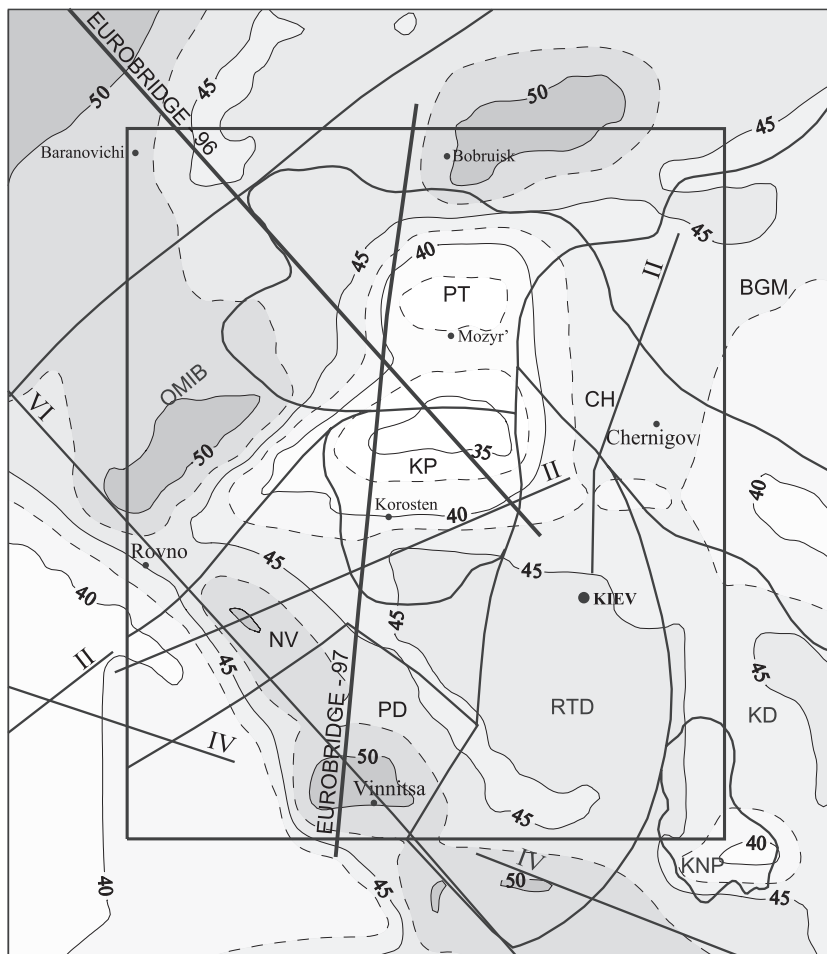 EUROBRIDGE - 96
50
45
50
45
Baranovichi
Bobruisk
45
40
45
II
PT
BGM
Mozyr'
VI
OMIB
CH
Chernigov
50
35
KP
II
40
Korosten
40
Rovno
45
45
40
KIEV
45
NV
II
45
45
EUROBRIDGE - 97
PD
RTD
KD
IV
50
Vinnitsa
45
40
IV
KNP
50
40
45
45